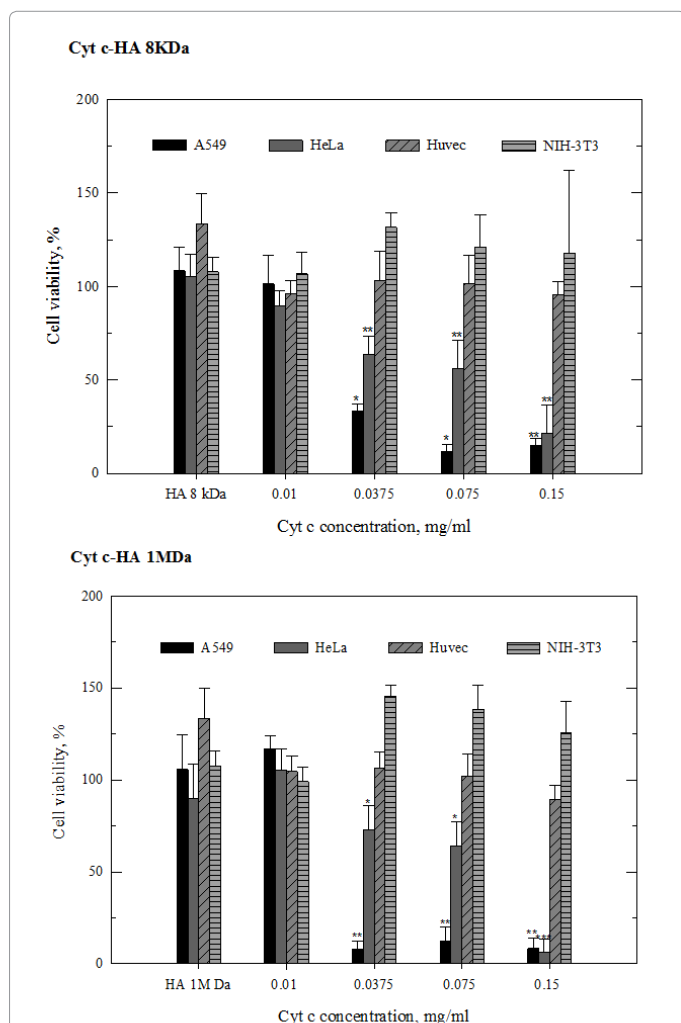 Cyt c-HA 8KDa
200
A549 HeLa Huvec NIH-3T3
150
Cell viability, %
100
**
**
50
*
**
*
**
0
HA 8 kDa 0.01 0.0375 0.075 0.15
Cyt c concentration, mg/ml
Cyt c-HA 1MDa
200
A549 HeLa Huvec NIH-3T3
150
Cell viability, %
100
*
*
50
**
**
**
***
0
HA 1M Da 0.01 0.0375 0.075 0.15
Cyt c concentration, mg/ml